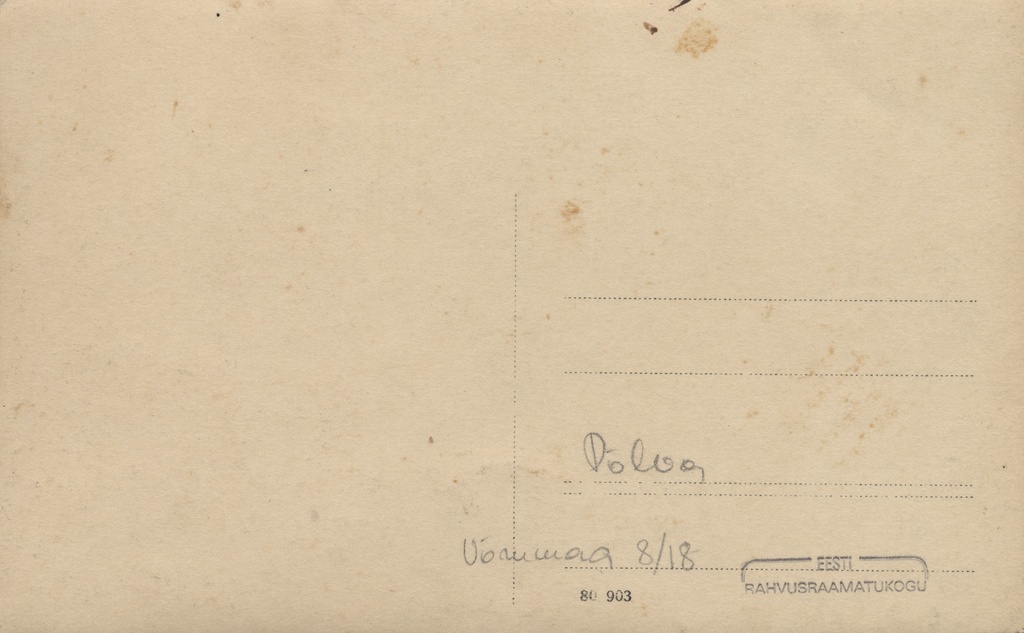 Põlva
Võrumaa 8/18
EESTI
RAHVUSRAAMATUKOGU
80 903